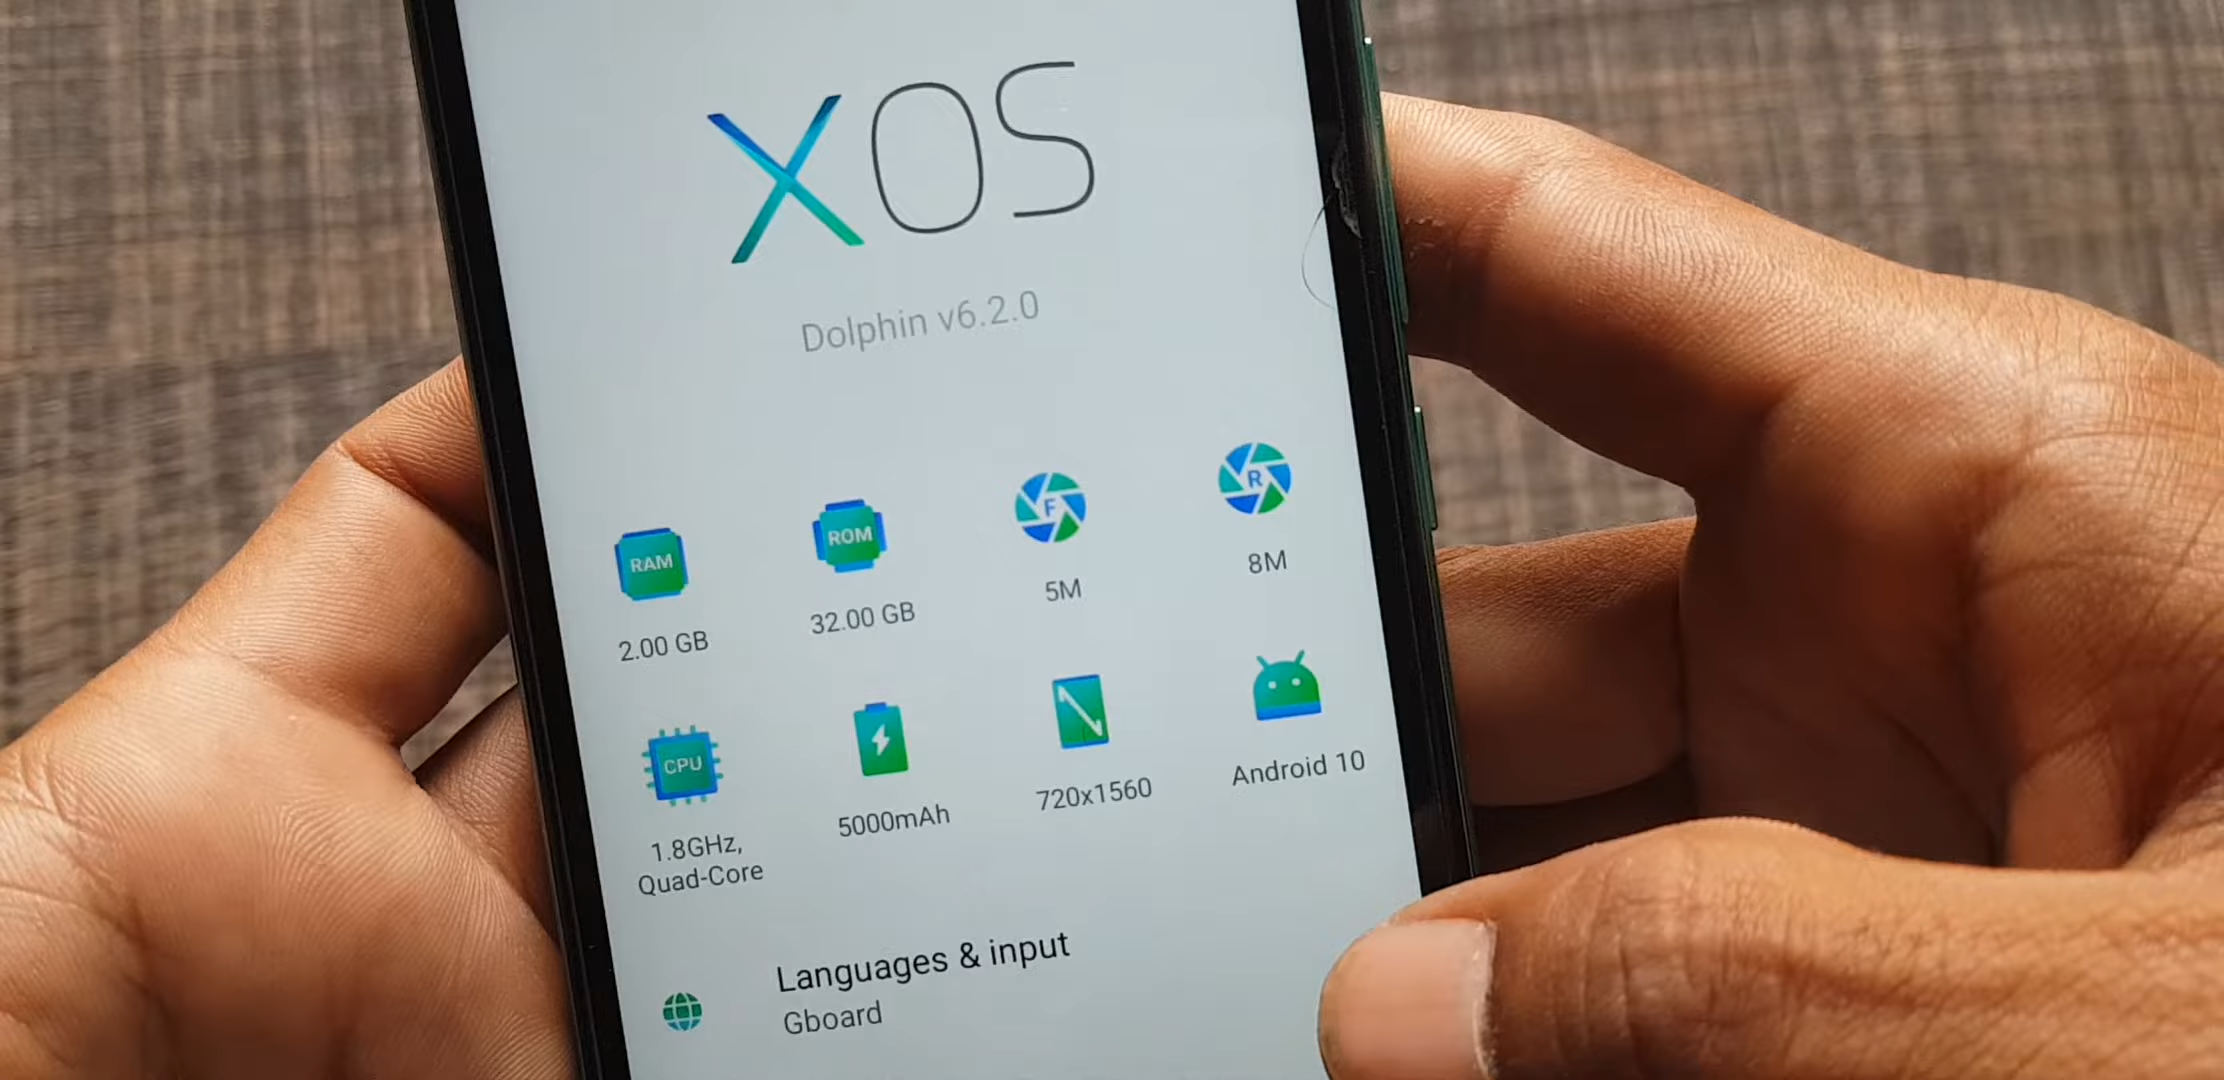 XOS
Dolphin v6.2.0
RAM
ROM
F
R
2.00 GB
32.00 GB
5M
8M
CPU
1.8GHz,
Quad-Core
5000mAh
720x1560
Android 10
Languages & input
Gboard